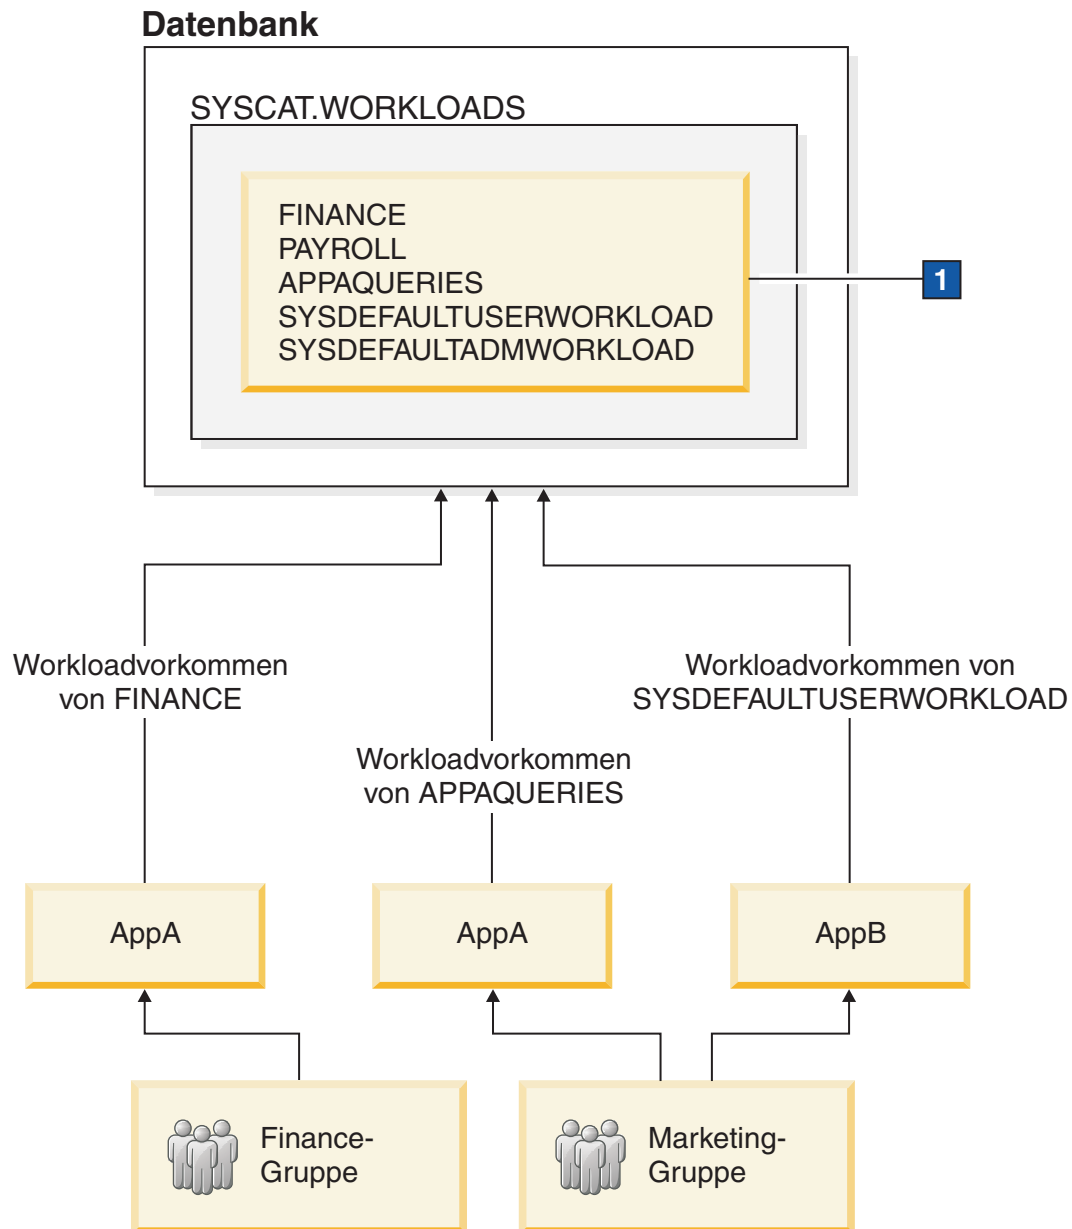 Datenbank
SYSCAT.WORKLOADS
FINANCE
PAYROLL
APPAQUERIES
SYSDEFAULTUSERWORKLOAD
SYSDEFAULTADMWORKLOAD
1
Workloadvorkommen
von FINANCE
Workloadvorkommen von
SYSDEFAULTUSERWORKLOAD
Workloadvorkommen
von APPAQUERIES
AppA
AppA
AppB
Finance-
Gruppe
Marketing-
Gruppe